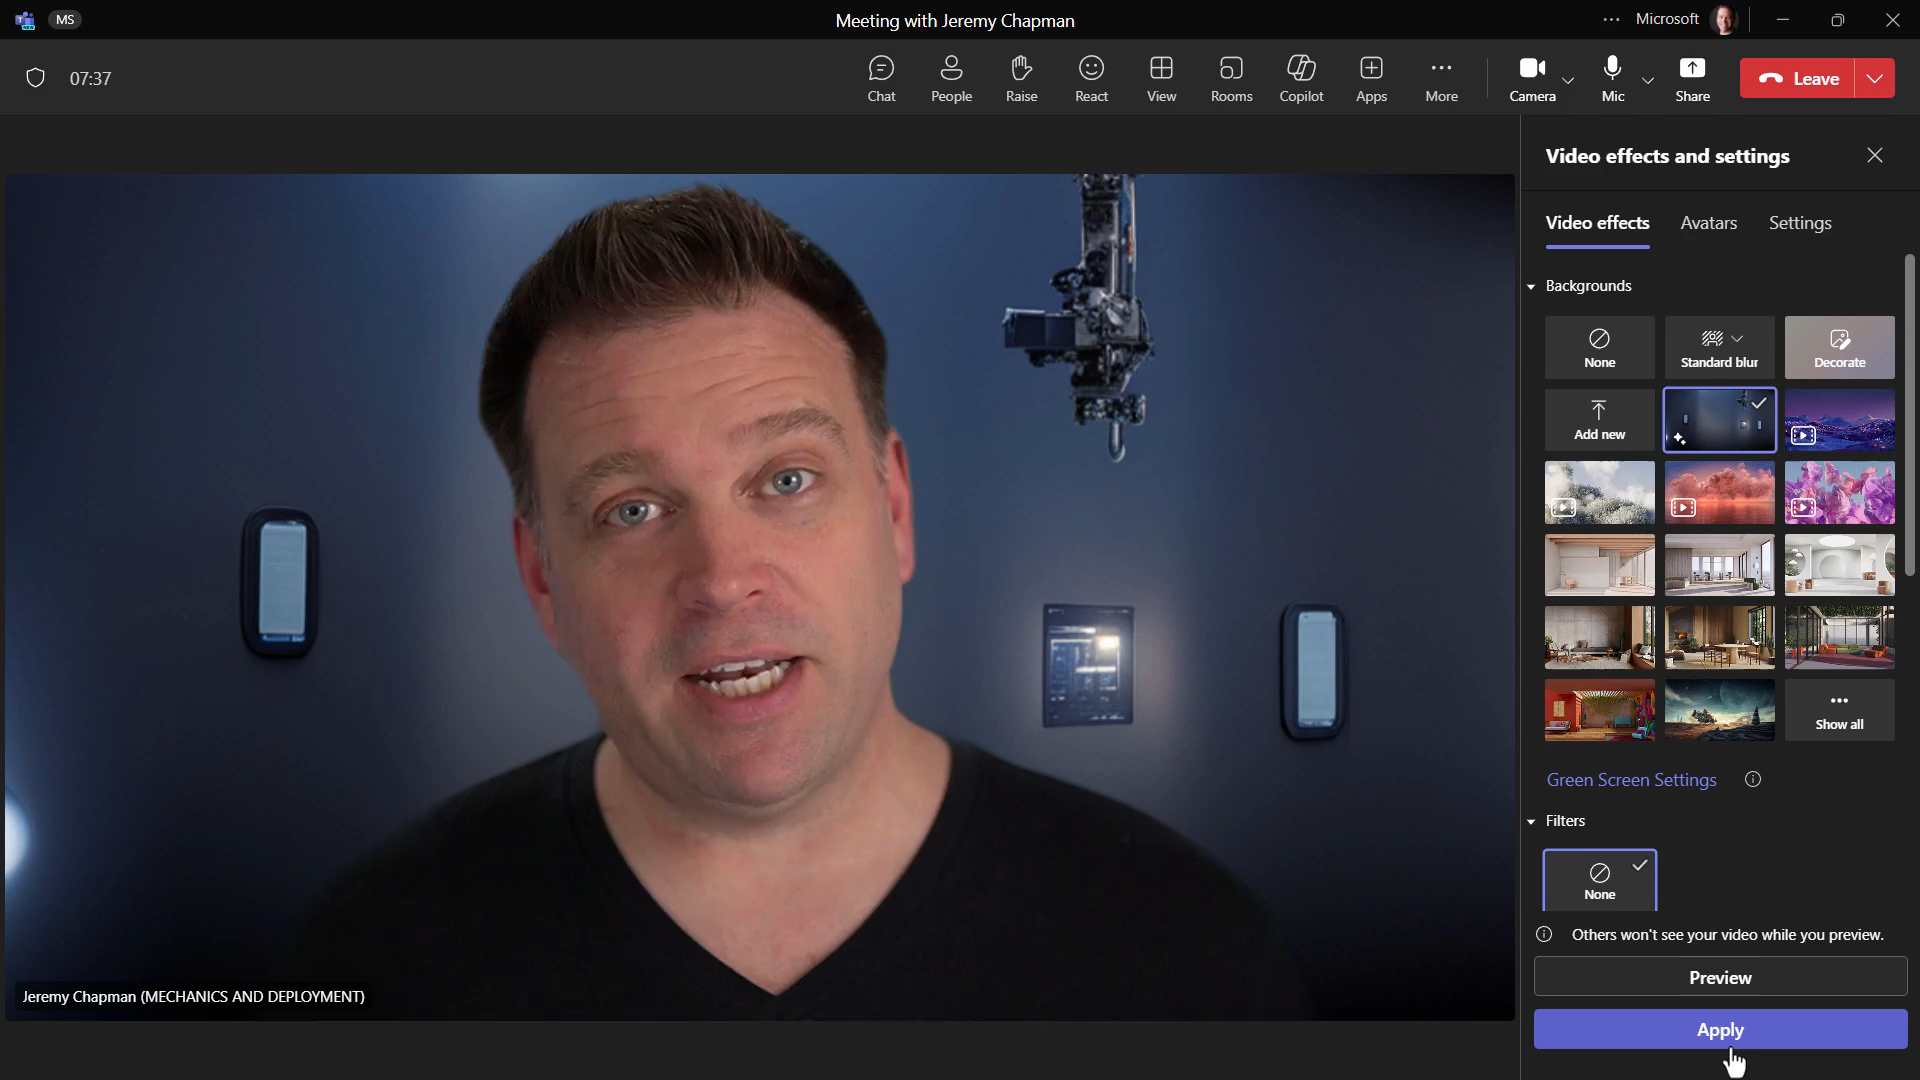 MS
Meeting with Jeremy Chapman
Microsoft
07:37
Chat
People
Raise
React
View
Rooms
Copilot
Apps
More
Camera
Mic
Share
Leave
Video effects and settings
Video effects
Avatars
Settings
Backgrounds
None
Standard blur
Decorate
Add new
Show all
Green Screen Settings
Filters
None
Others won't see your video while you preview.
Preview
Apply
Jeremy Chapman (MECHANICS AND DEPLOYMENT)